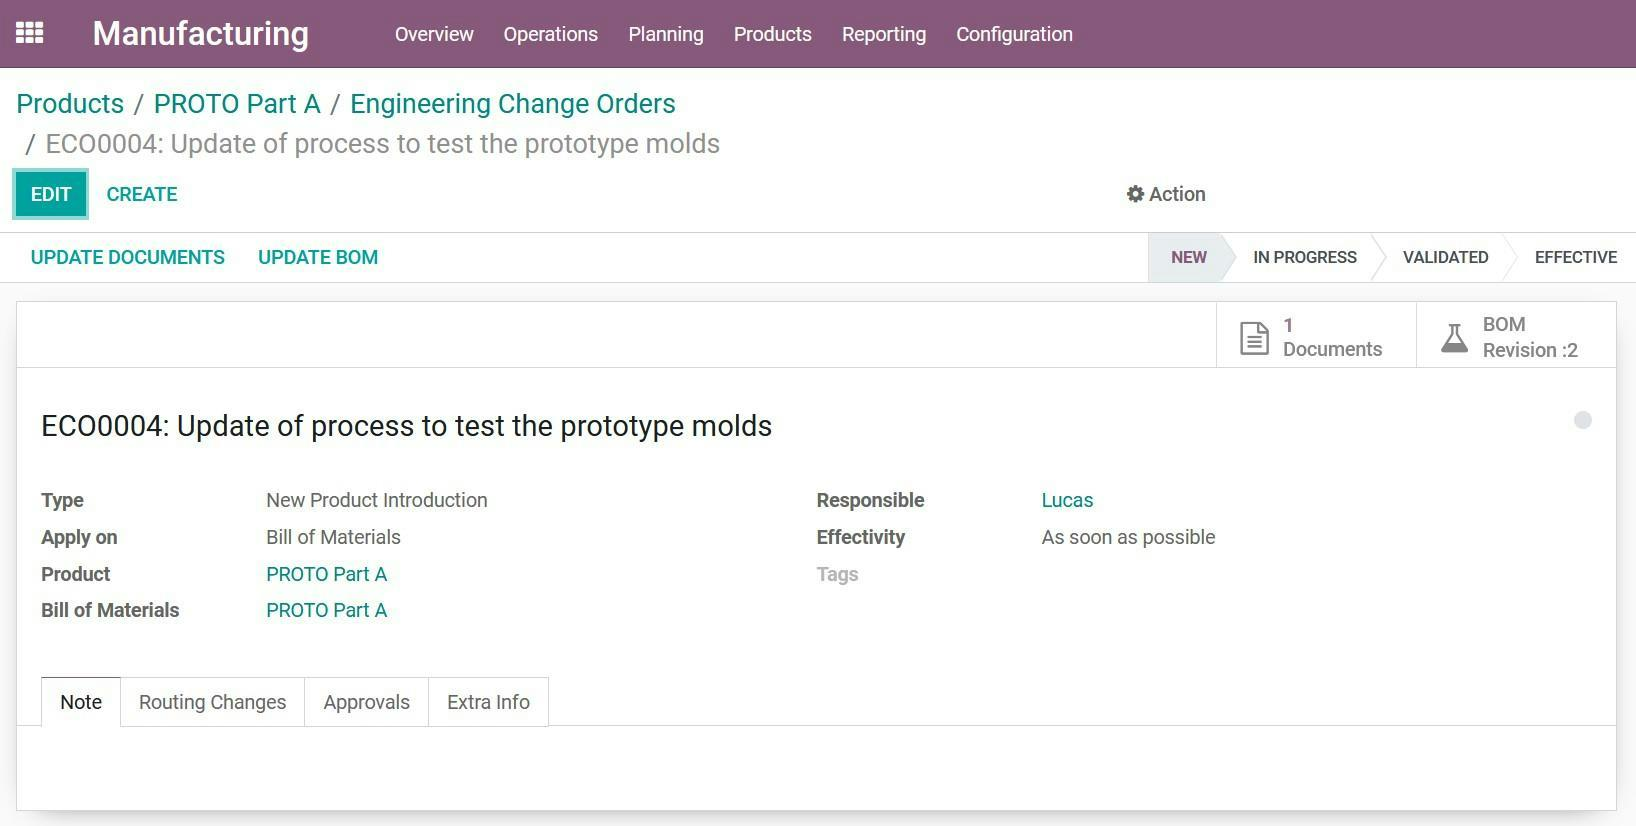 Manufacturing Overview Operations Planning Products Reporting Configuration
Products / PROTO Part A / Engineering Change Orders
/ ECO0004: Update of process to test the prototype molds
EDIT CREATE Action
UPDATE DOCUMENTS UPDATE BOM NEW IN PROGRESS VALIDATED EFFECTIVE
1 Documents
BOM Revision :2
ECO0004: Update of process to test the prototype molds
Type New Product Introduction
Apply on Bill of Materials
Product PROTO Part A
Bill of Materials PROTO Part A
Responsible Lucas
Effectivity As soon as possible
Tags
Note Routing Changes Approvals Extra Info